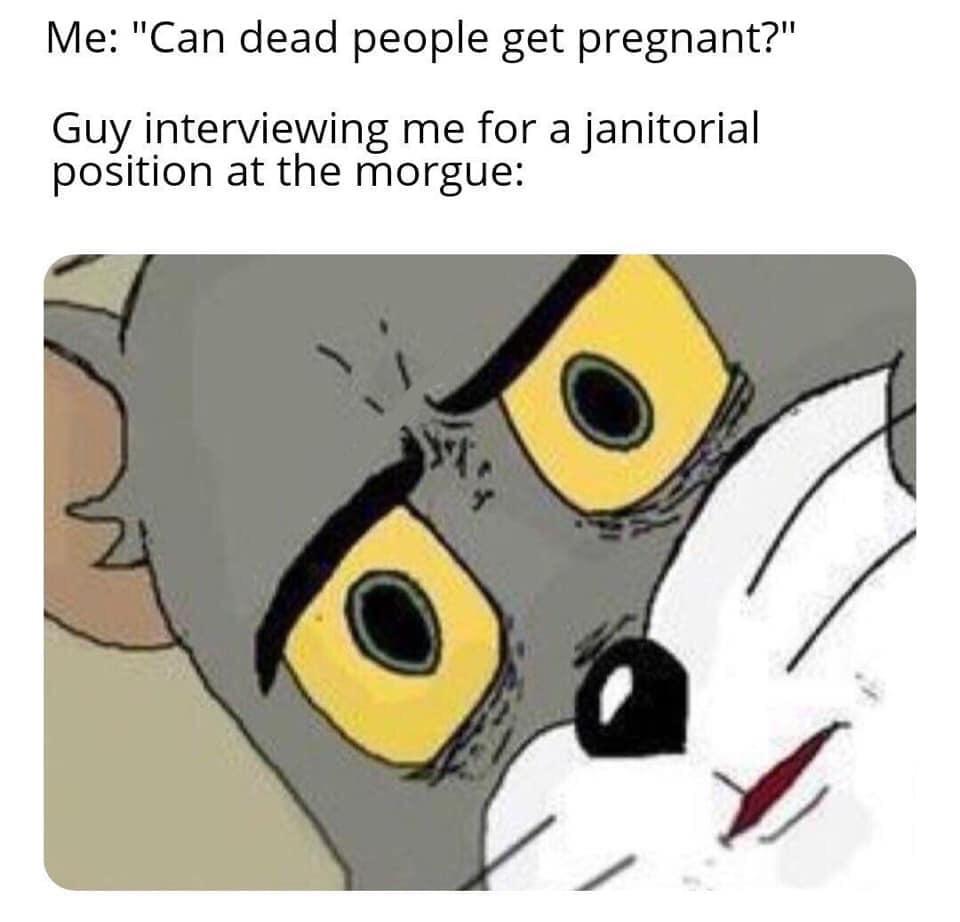 Me: "Can dead people get pregnant?"
Guy interviewing me for a janitorial
position at the morgue: